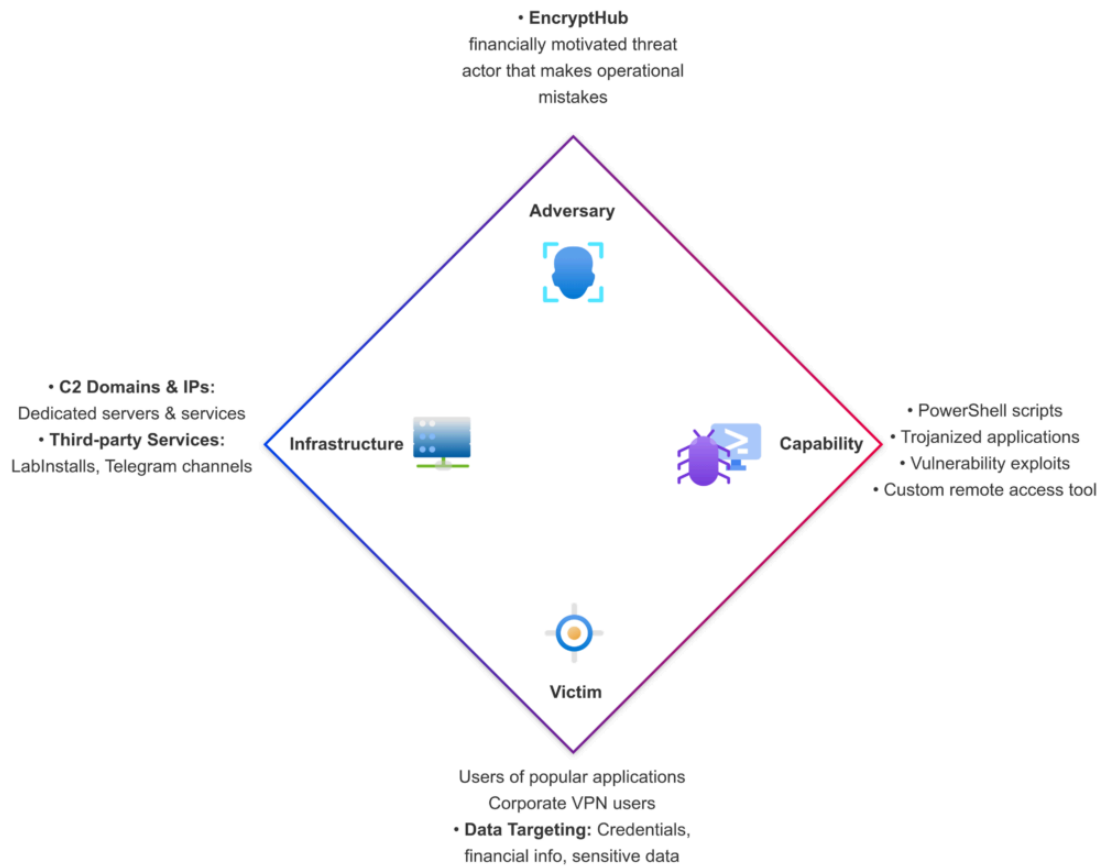 • EncryptHub
financially motivated threat
actor that makes operational
mistakes
Adversary
• C2 Domains & IPs:
Dedicated servers & services
• Third-party Services:
LabInstalls, Telegram channels
Infrastructure
Capability
• PowerShell scripts
• Trojanized applications
• Vulnerability exploits
• Custom remote access tool
Victim
Users of popular applications
Corporate VPN users
• Data Targeting: Credentials,
financial info, sensitive data